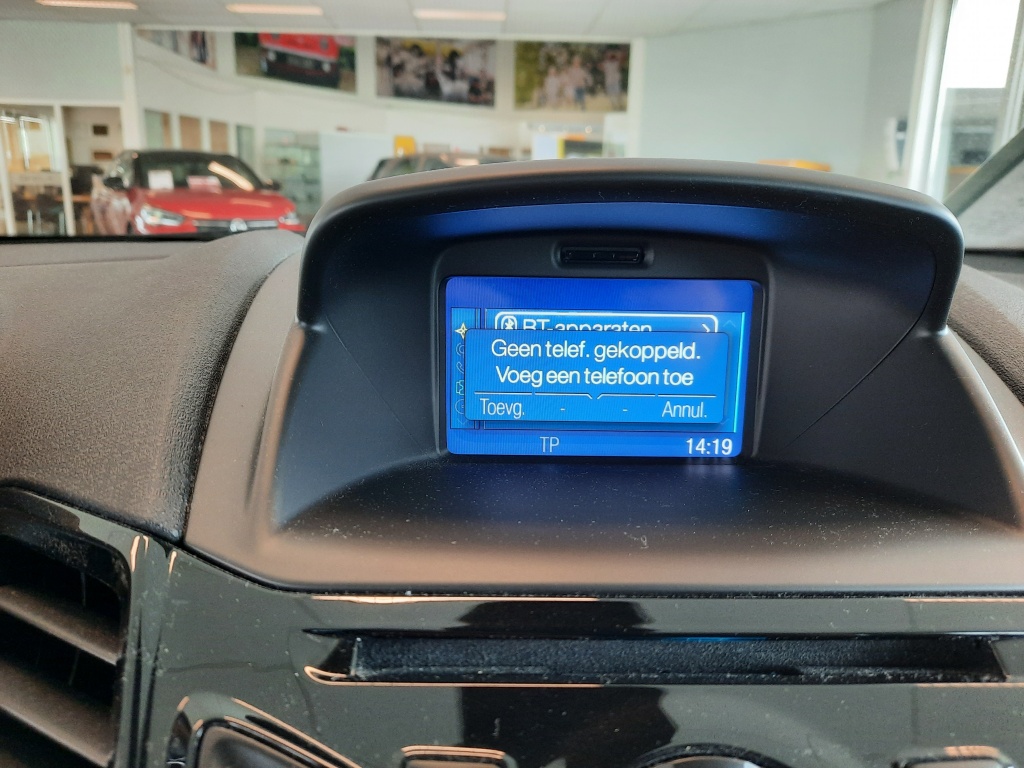 BT-apparaten
Geen telef. gekoppeld.
Voeg een telefoon toe
Toevg. - - Annul.
TP 14:19